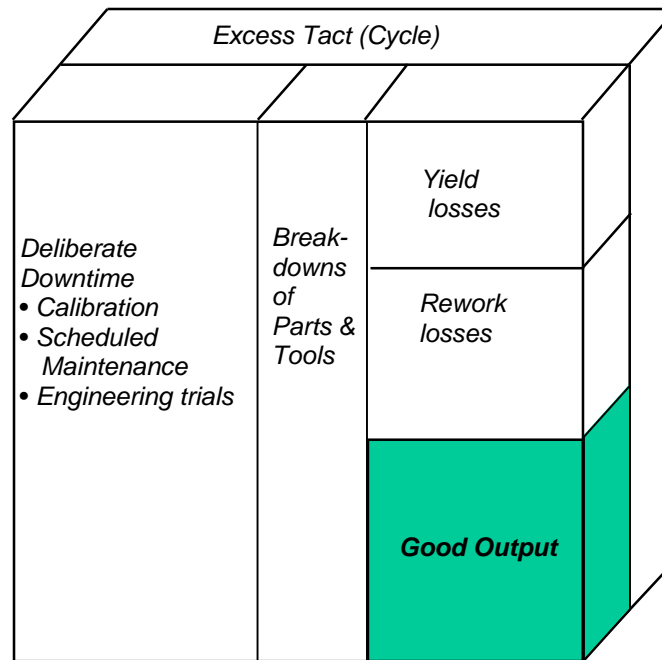 Excess Tact (Cycle)
Deliberate
Downtime
• Calibration
• Scheduled
Maintenance
• Engineering trials
Break-
downs
of
Parts &
Tools
Yield
losses
Rework
losses
Good Output